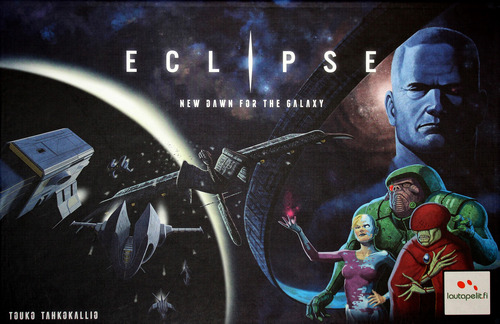 ECLIPSE
NEW DAWN FOR THE GALAXY
TOUKO TAHKOKALLIO
lautapelit.fi